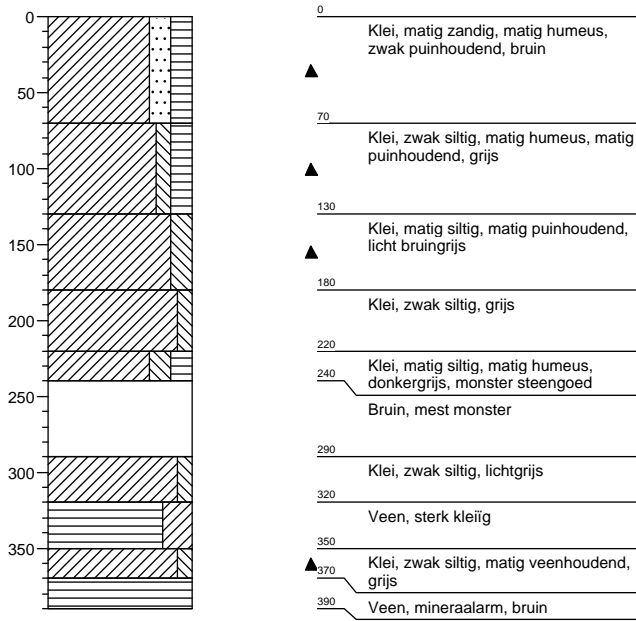 0
50
100
150
200
250
300
350
0
Klei, matig zandig, matig humeus,
zwak puinhoudend, bruin
70
Klei, zwak siltig, matig humeus, matig
puinhoudend, grijs
130
Klei, matig siltig, matig puinhoudend,
licht bruingrijs
180
Klei, zwak siltig, grijs
220
Klei, matig siltig, matig humeus,
donkergrijs, monster steengoed
240
Bruin, mest monster
290
Klei, zwak siltig, lichtgrijs
320
Veen, sterk kleiïg
350
Klei, zwak siltig, matig veenhoudend,
grijs
370
Veen, mineraalarm, bruin
390